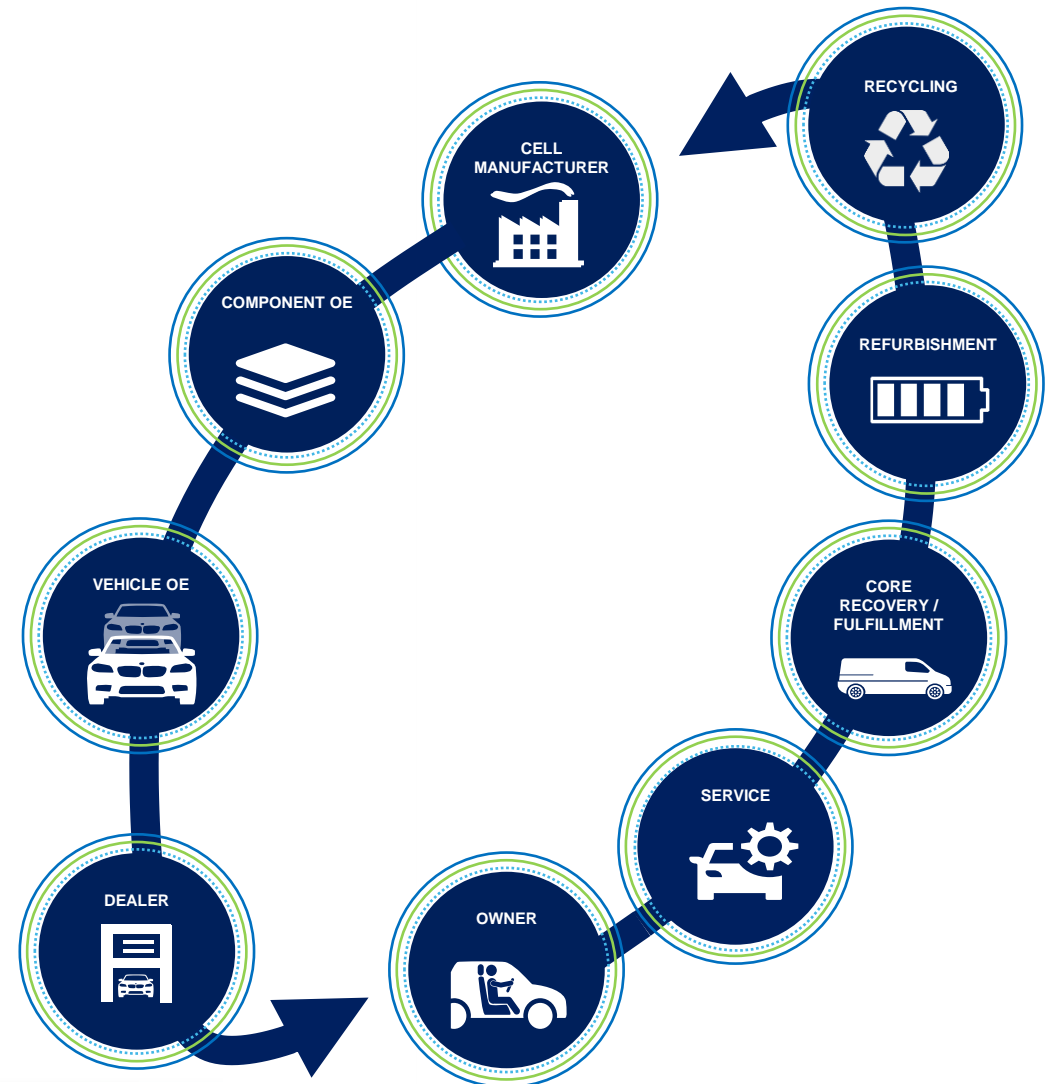 RECYCLING
CELL
MANUFACTURER
COMPONENT OE
REFURBISHMENT
VEHICLE OE
CORE
RECOVERY /
FULFILLMENT
SERVICE
DEALER
OWNER